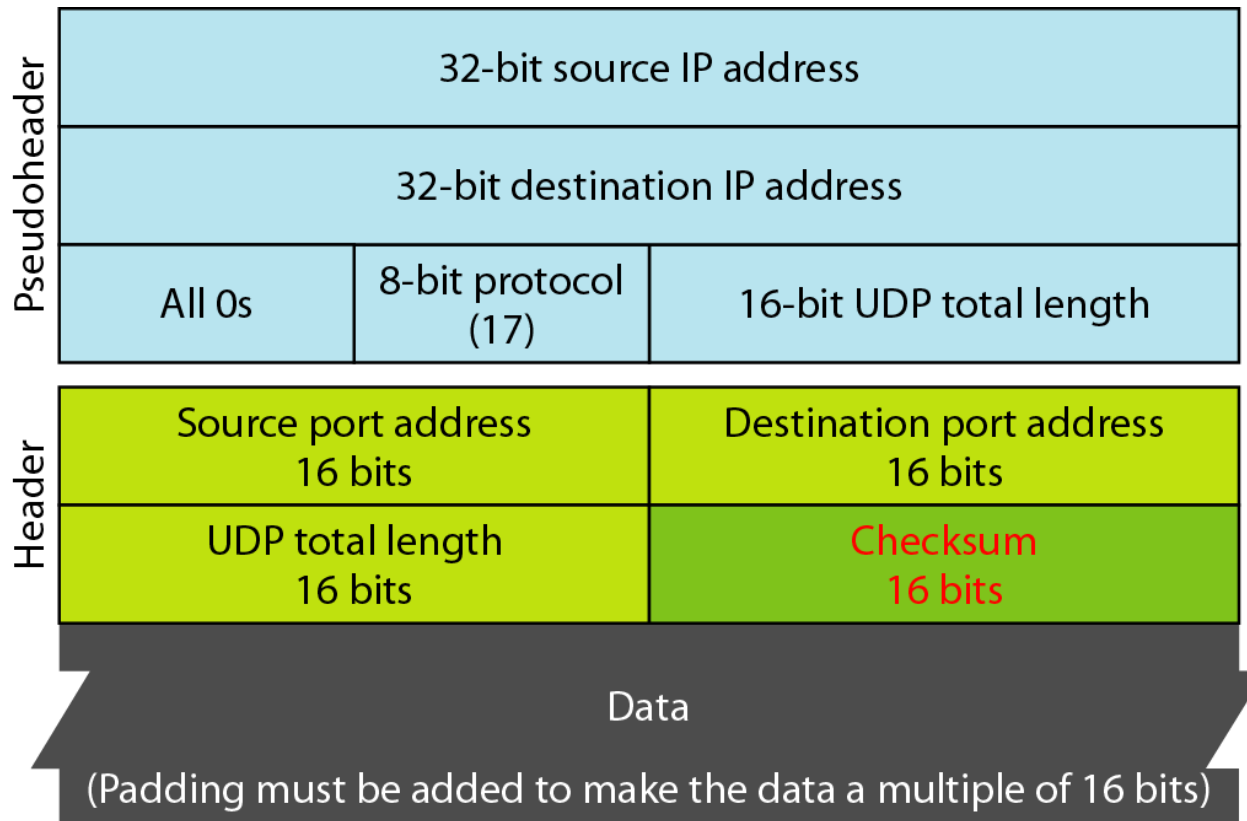 Pseudoheader
32-bit source IP address
32-bit destination IP address
All 0s
8-bit protocol
(17)
16-bit UDP total length
Header
Source port address
16 bits
Destination port address
16 bits
UDP total length
16 bits
Checksum
16 bits
Data
(Padding must be added to make the data a multiple of 16 bits)